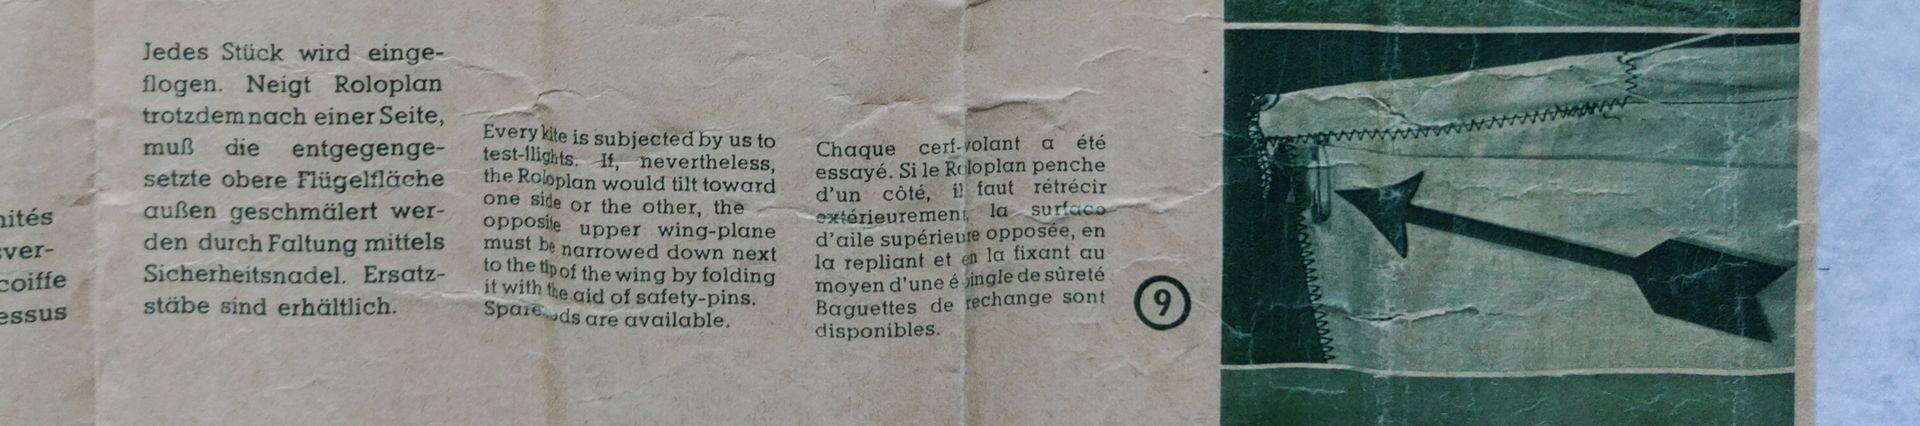 nités
ver-
coiffe
essus
Jedes Stück wird einge-
flogen. Neigt Roloplan
trotzdem nach einer Seite,
muß die entgegenge-
setzte obere Flügelfläche
außen geschmälert wer-
den durch Faltung mittels
Sicherheitsnadel. Ersatz-
stäbe sind erhältlich.
Every kite is subjected by us to
test-flights. If, nevertheless,
the Roloplan would tilt toward
one side or the other, the
opposite upper wing-plane
must be narrowed down next
to the tip of the wing by folding
it with the aid of safety-pins.
Spare rods are available.
Chaque cerf-volant a été
essayé. Si le Roloplan penche
d'un côté, il faut rétrécir
extérieurement la surface
d'aile supérieure opposée, en
la repliant et en la fixant au
moyen d'une épingle de sûreté
Baguettes de rechange sont
disponibles.
9